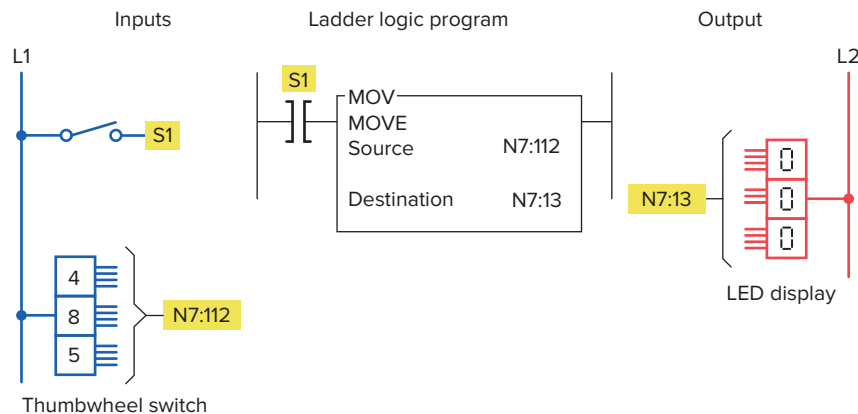 Inputs
Ladder logic program
Output
L1
L2
S1
S1
MOV
MOVE
Source N7:112
Destination N7:13
N7:13
0
0
0
LED display
4
8
5
N7:112
Thumbwheel switch